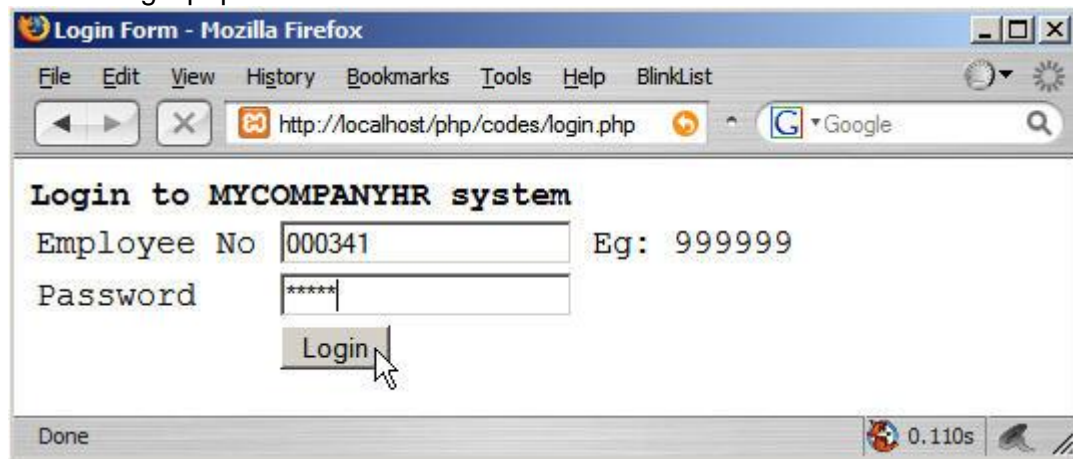 Login Form - Mozilla Firefox
File Edit View History Bookmarks Tools Help BlinkList
http://localhost/php/codes/login.php G Google
Login to MYCOMPANYHR system
Employee No 000341 Eg: 999999
Password *****
Login
Done 0.110s